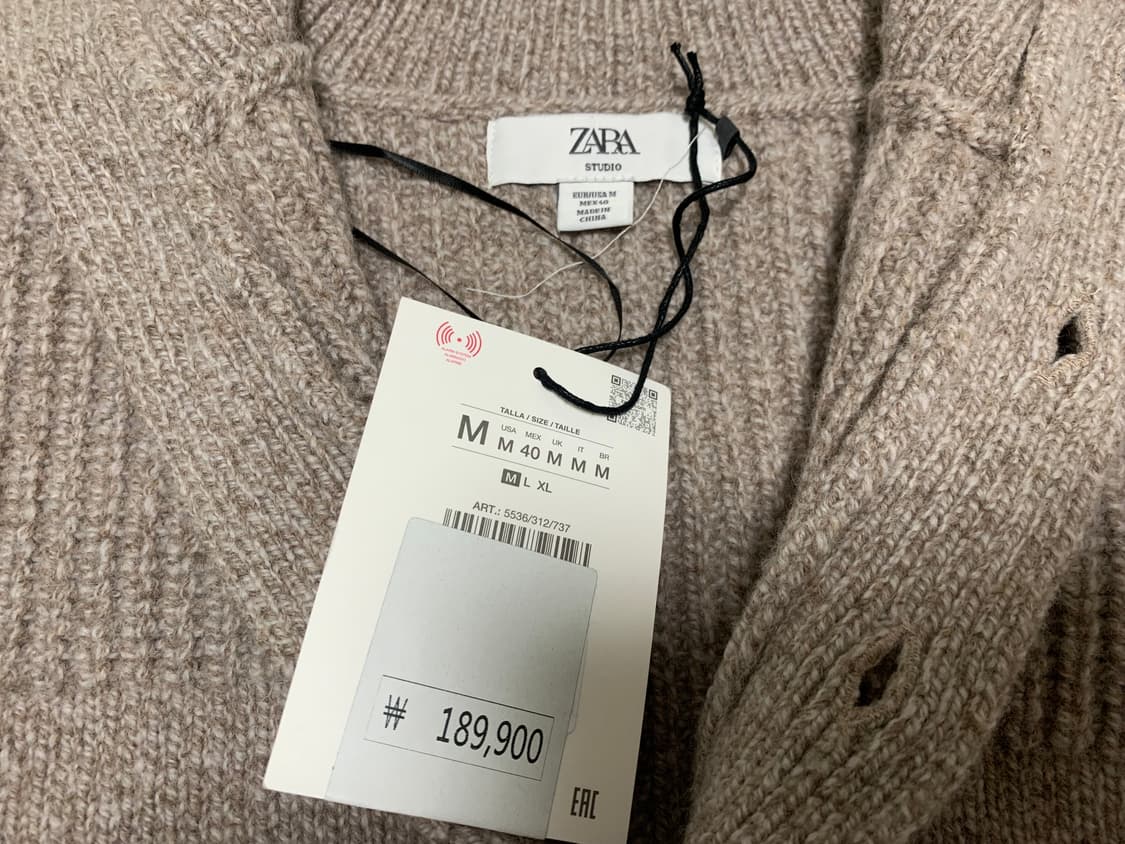 ZARA
STUDIO
EUR/USA M
MEX 40
MADE IN
CHINA
TALLA / SIZE / TAILLE
USA MEX UK IT BR
M M 40 M M M
M L XL
ART.: 5536/312/737
₩ 189,900
EAC